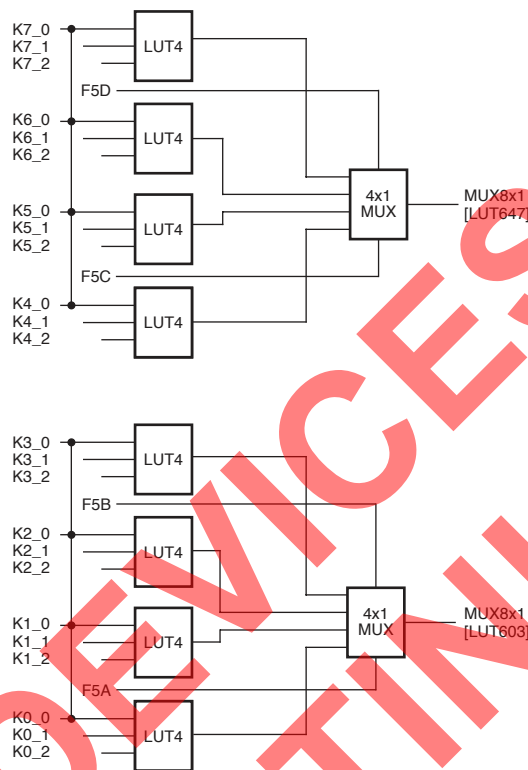 K7_0
K7_1
K7_2
LUT4
F5D
K6_0
K6_1
K6_2
LUT4
4x1
MUX
MUX8x1
[LUT647]
K5_0
K5_1
K5_2
LUT4
F5C
K4_0
K4_1
K4_2
LUT4
K3_0
K3_1
K3_2
LUT4
F5B
K2_0
K2_1
K2_2
LUT4
4x1
MUX
MUX8x1
[LUT603]
K1_0
K1_1
K1_2
LUT4
F5A
K0_0
K0_1
K0_2
LUT4
DEVICES